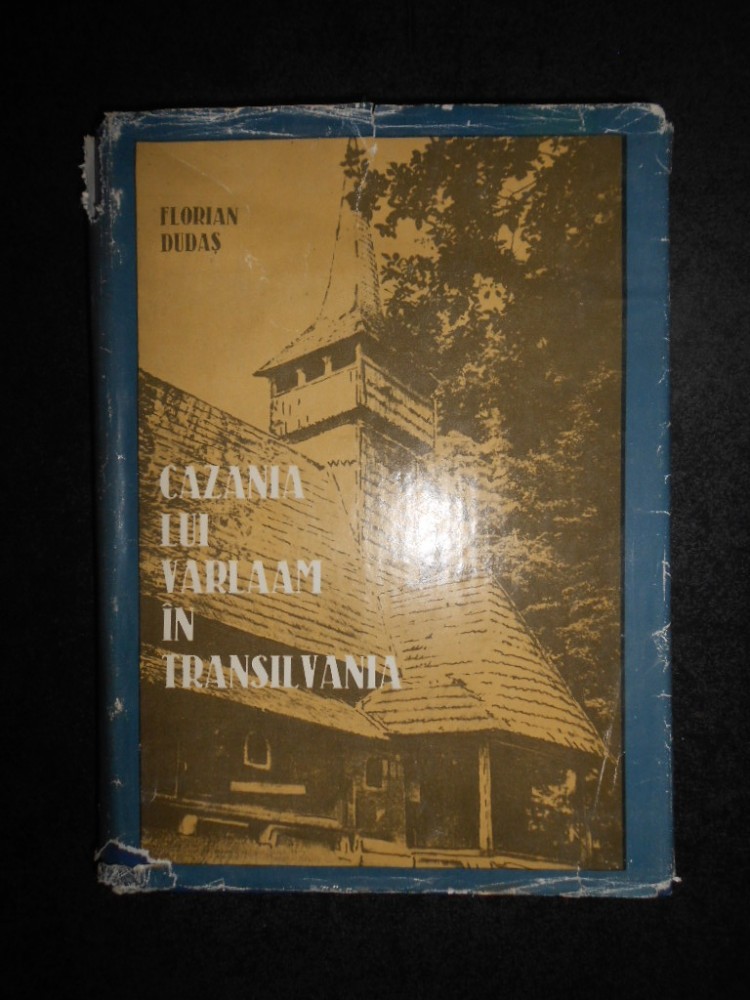 FLORIAN
DUDAȘ
CAZANIA
LUI
VARLAAM
ÎN
TRANSILVANIA